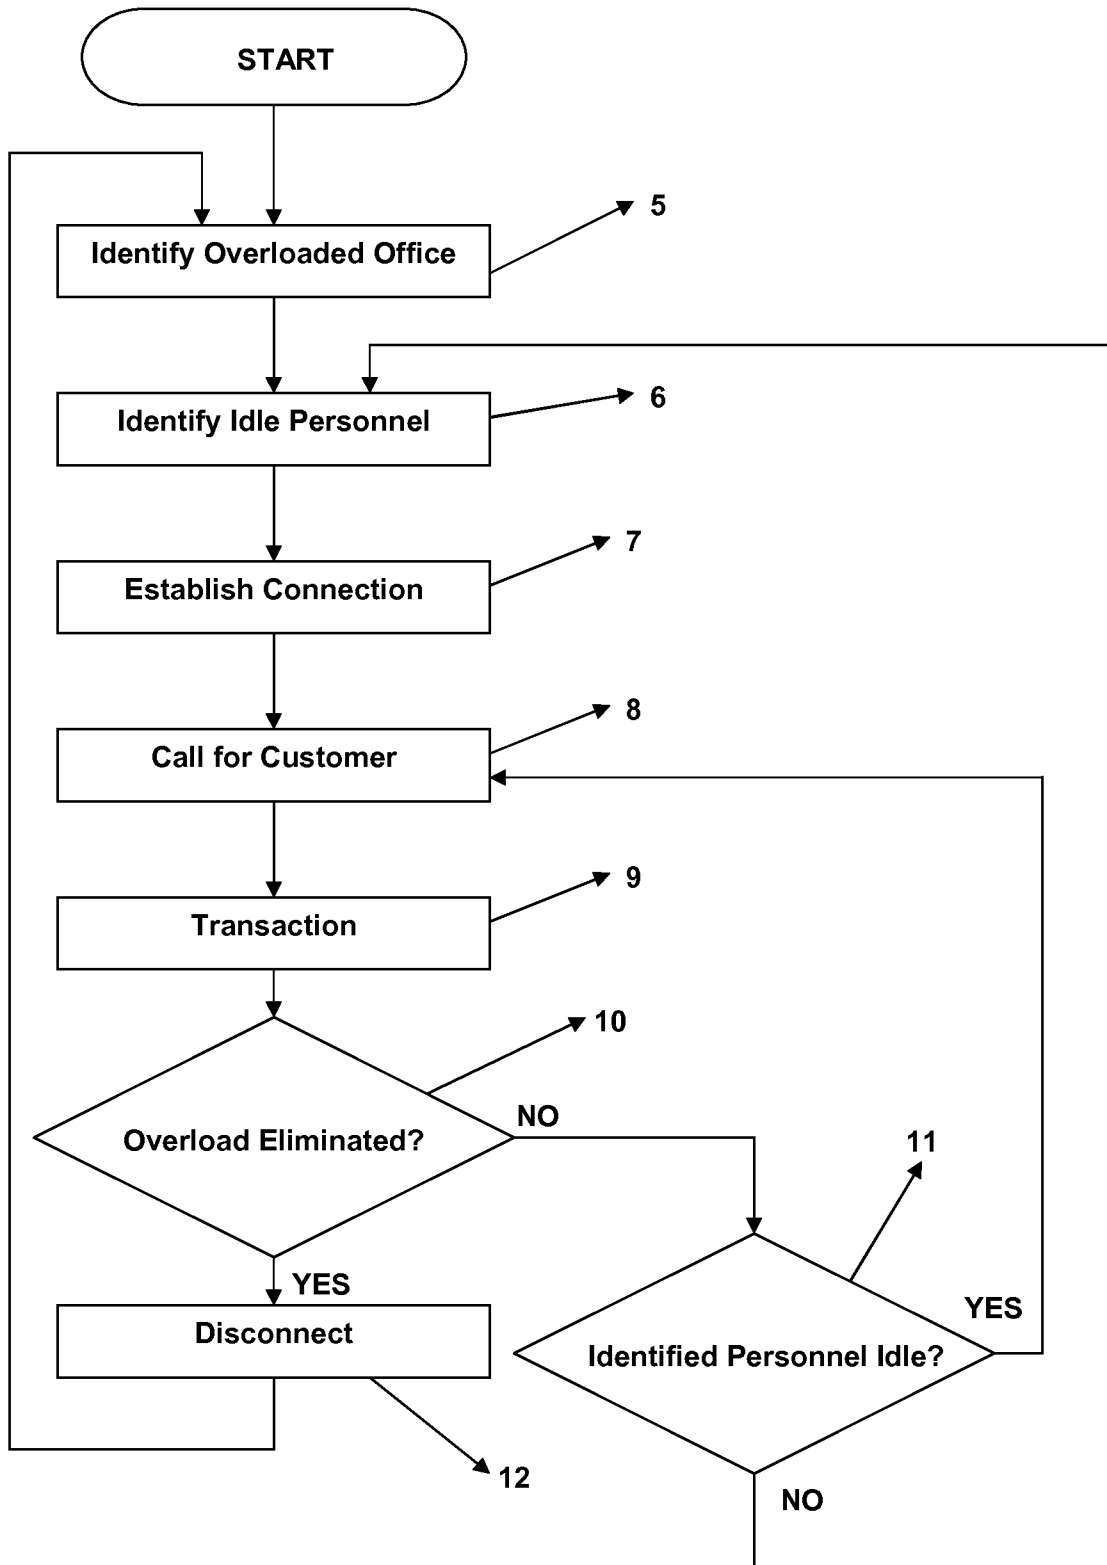 START
5
Identify Overloaded Office
6
Identify Idle Personnel
7
Establish Connection
8
Call for Customer
9
Transaction
10
NO
Overload Eliminated?
11
YES
YES
Disconnect
Identified Personnel Idle?
12
NO